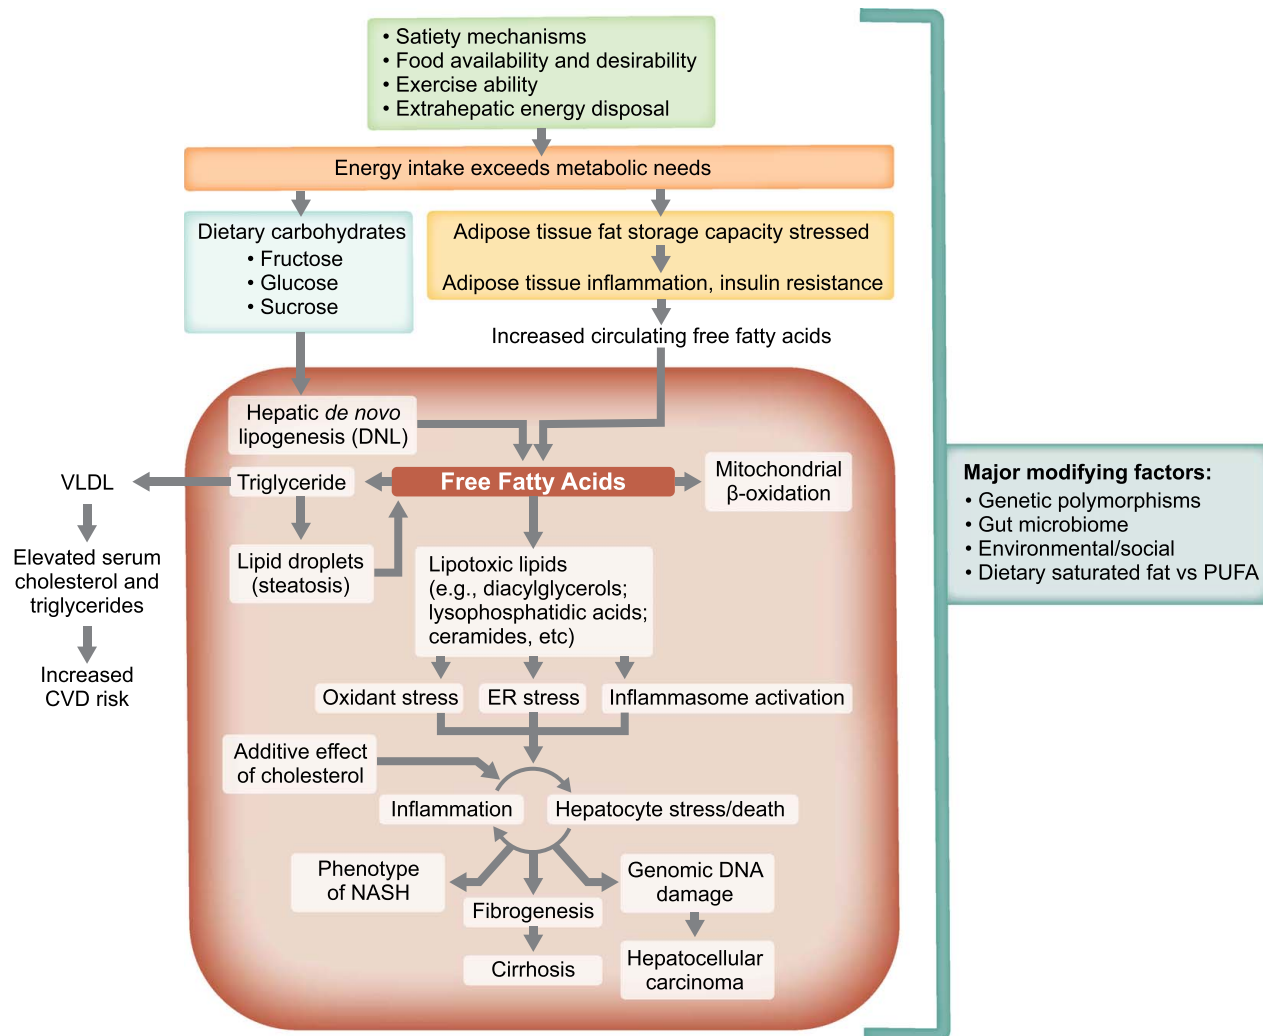 • Satiety mechanisms
• Food availability and desirability
• Exercise ability
• Extrahepatic energy disposal
Energy intake exceeds metabolic needs
Dietary carbohydrates
• Fructose
• Glucose
• Sucrose
Adipose tissue fat storage capacity stressed
Adipose tissue inflammation, insulin resistance
Increased circulating free fatty acids
Hepatic de novo
lipogenesis (DNL)
Free Fatty Acids
Mitochondrial
β-oxidation
Triglyceride
VLDL
Elevated serum
cholesterol and
triglycerides
Increased
CVD risk
Lipid droplets
(steatosis)
Lipotoxic lipids
(e.g., diacylglycerols;
lysophosphatidic acids;
ceramides, etc)
Oxidant stress
ER stress
Inflammasome activation
Additive effect
of cholesterol
Inflammation
Hepatocyte stress/death
Phenotype
of NASH
Fibrogenesis
Cirrhosis
Genomic DNA
damage
Hepatocellular
carcinoma
Major modifying factors:
• Genetic polymorphisms
• Gut microbiome
• Environmental/social
• Dietary saturated fat vs PUFA